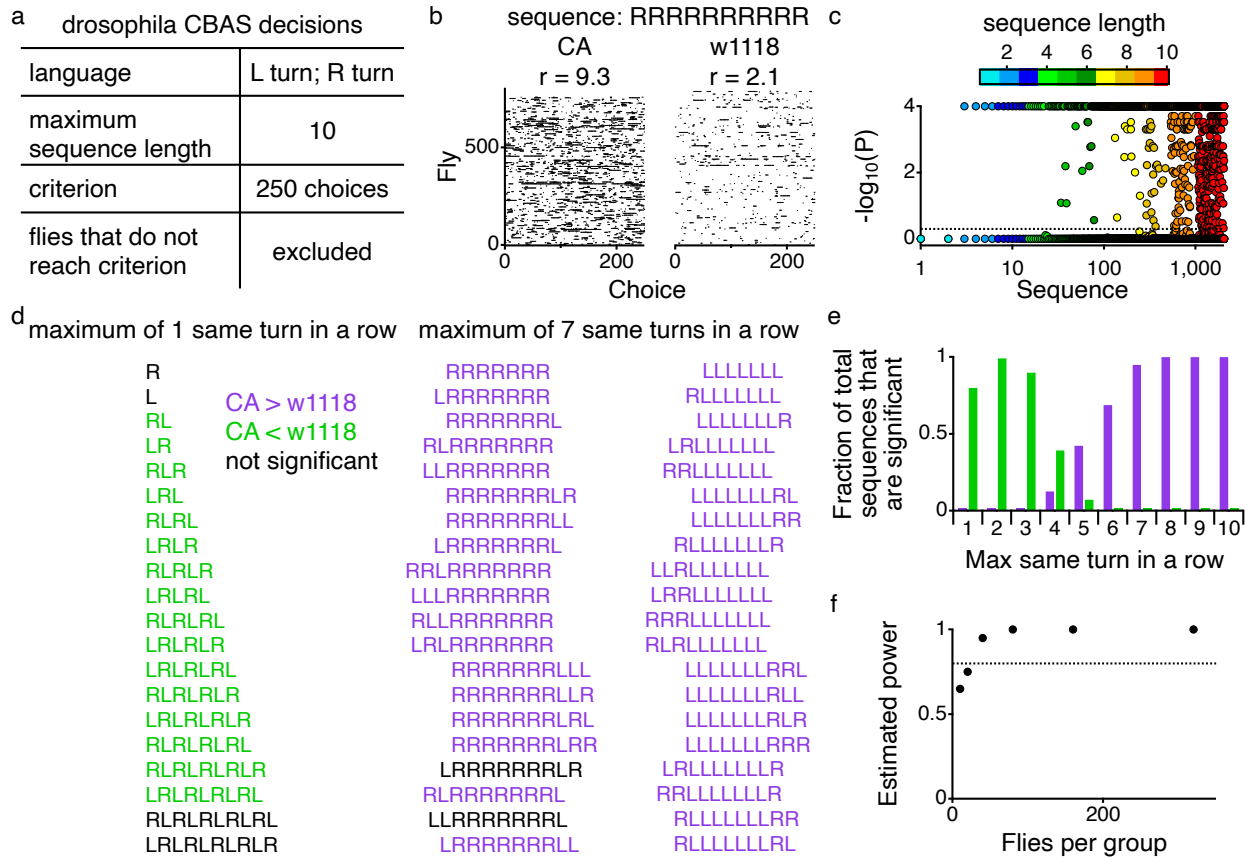 a
drosophila CBAS decisions
language
L turn; R turn
maximum
sequence length
10
criterion
250 choices
flies that do not
reach criterion
excluded
b
sequence: RRRRRRRRRR
CA
r = 9.3
w1118
r = 2.1
Fly
500
0
0
200
0
200
Choice
c
sequence length
2 4 6 8 10
-log10(P)
4
2
0
1 10 100 1,000
Sequence
d
maximum of 1 same turn in a row
R
L
RL
LR
RLR
LRL
RLRL
LRLR
RLRLR
LRLRL
RLRLRL
LRLRLR
LRLRLRL
RLRLRLR
LRLRLRLR
RLRLRLRL
RLRLRLRLR
LRLRLRLRL
RLRLRLRLRL
LRLRLRLRLR
CA > w1118
CA < w1118
not significant
maximum of 7 same turns in a row
RRRRRRR
LRRRRRRR
RRRRRRRL
RLRRRRRRR
LLRRRRRRR
RRRRRRRLR
RRRRRRRLL
LRRRRRRRL
RRLRRRRRRR
LLLRRRRRRR
RLLRRRRRRR
LRLRRRRRRR
RRRRRRRLLL
RRRRRRRLLR
RRRRRRRLRL
RRRRRRRLRR
LRRRRRRRLR
RLRRRRRRRL
LLRRRRRRRL
LRRRRRRRLL
LLLLLLL
RLLLLLLL
LLLLLLLR
LRLLLLLLL
RRLLLLLLL
LLLLLLLRL
LLLLLLLRR
RLLLLLLLR
LLRLLLLLLL
LRRLLLLLLL
RRRLLLLLLL
RLRLLLLLLL
LLLLLLLRRL
LLLLLLLRLL
LLLLLLLRLR
LLLLLLLRRR
LRLLLLLLLR
RRLLLLLLLR
RLLLLLLLRR
RLLLLLLLRL
e
Fraction of total
sequences that
are significant
1
0.5
0
1 2 3 4 5 6 7 8 9 10
Max same turn in a row
f
Estimated power
1
0.5
1
0
200
Flies per group